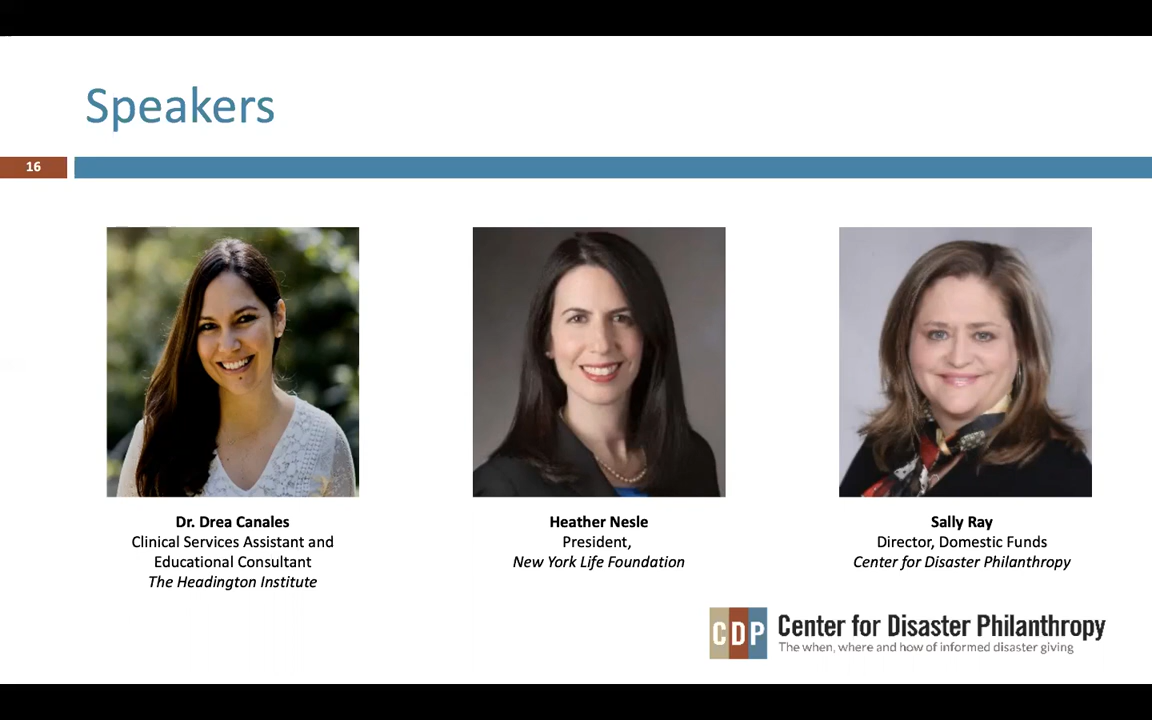 Speakers
16
Dr. Drea Canales
Clinical Services Assistant and
Educational Consultant
The Headington Institute
Heather Nesle
President,
New York Life Foundation
Sally Ray
Director, Domestic Funds
Center for Disaster Philanthropy
CDP
Center for Disaster Philanthropy
The when, where and how of informed disaster giving